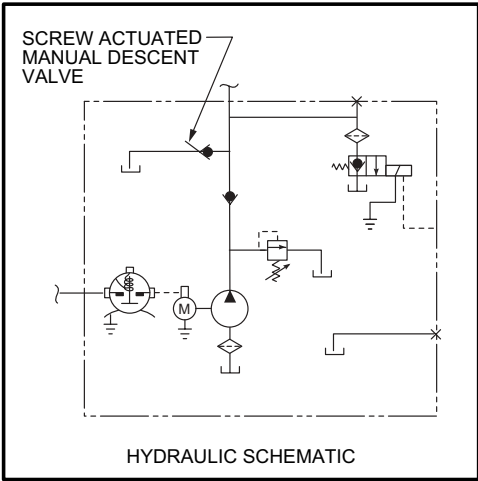 SCREW ACTUATED
MANUAL DESCENT
VALVE
M
HYDRAULIC SCHEMATIC